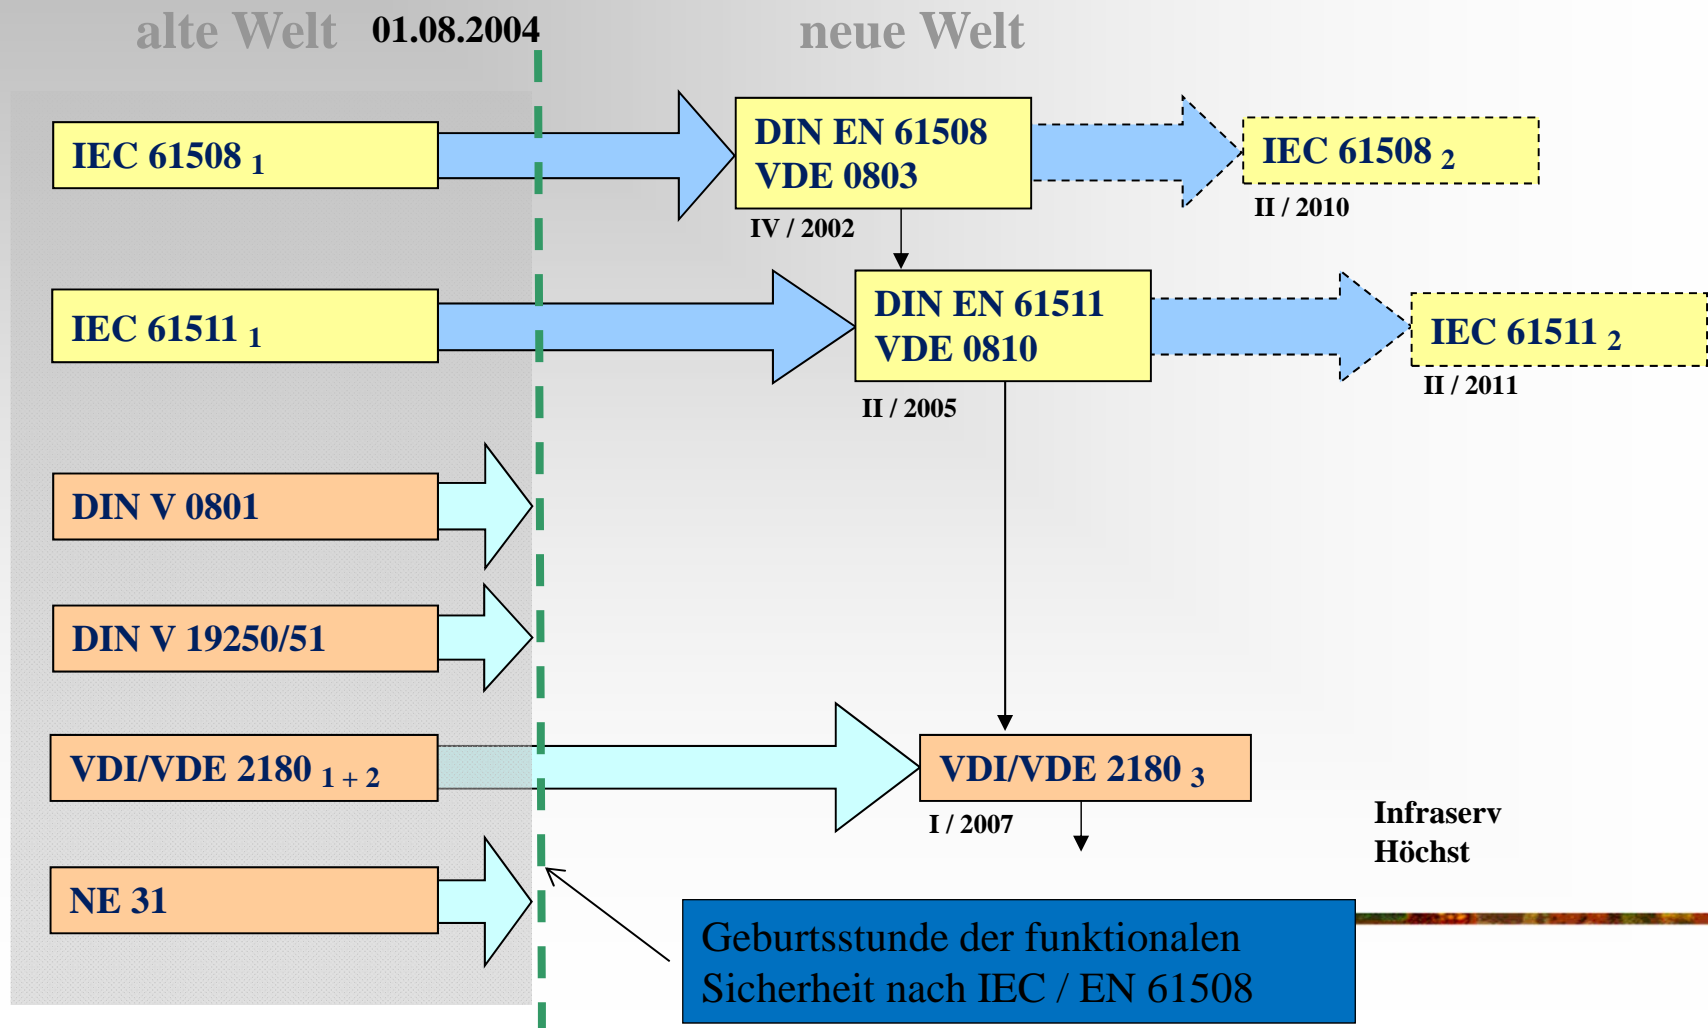 alte Welt 01.08.2004 neue Welt
IEC 61508 1
DIN EN 61508
VDE 0803
IEC 61508 2
IV / 2002
II / 2010
IEC 61511 1
DIN EN 61511
VDE 0810
IEC 61511 2
II / 2005
II / 2011
DIN V 0801
DIN V 19250/51
VDI/VDE 2180 1 + 2
VDI/VDE 2180 3
I / 2007
Infraserv
Höchst
NE 31
Geburtsstunde der funktionalen
Sicherheit nach IEC / EN 61508